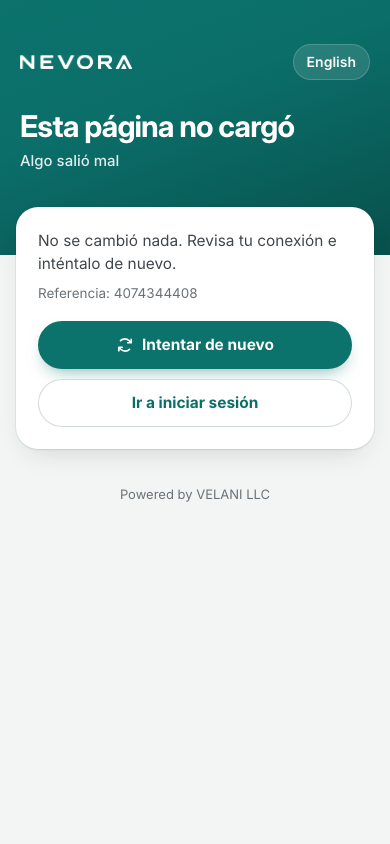 NEVORA
English
Esta página no cargó
Algo salió mal
No se cambió nada. Revisa tu conexión e
inténtalo de nuevo.
Referencia: 4074344408
Intentar de nuevo
Ir a iniciar sesión
Powered by VELANI LLC